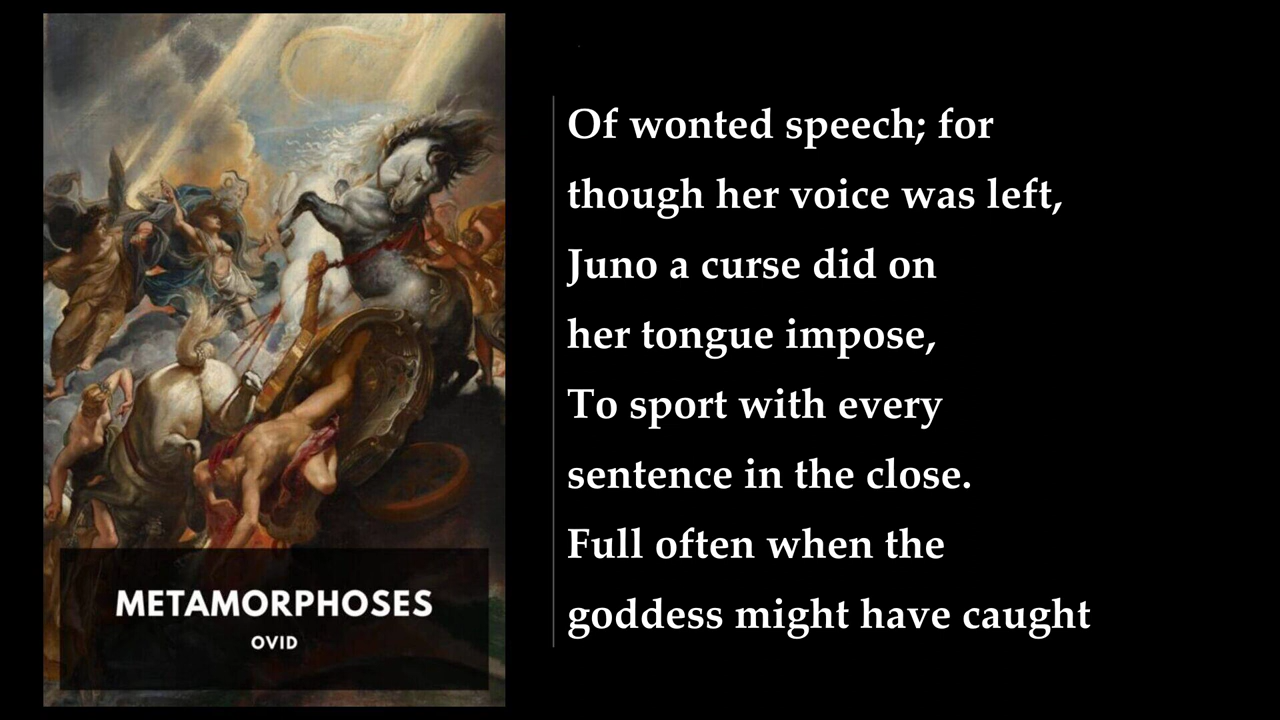 METAMORPHOSES
OVID
Of wonted speech; for
though her voice was left,
Juno a curse did on
her tongue impose,
To sport with every
sentence in the close.
Full often when the
goddess might have caught